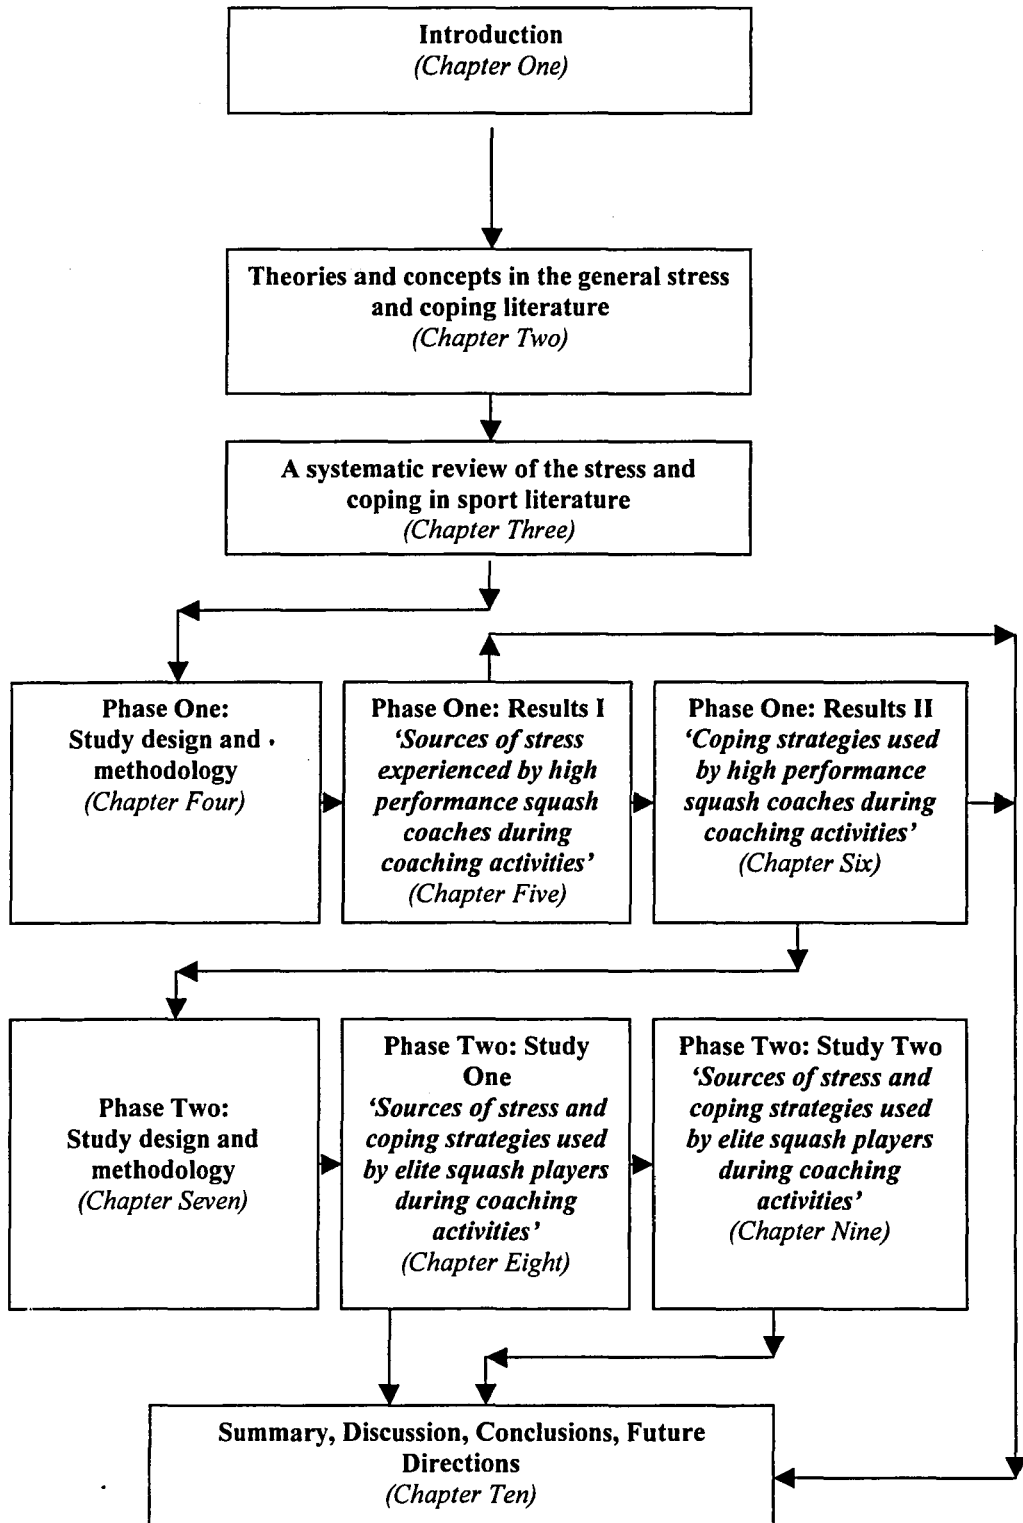 Introduction
(Chapter One)
Theories and concepts in the general stress
and coping literature
(Chapter Two)
A systematic review of the stress and
coping in sport literature
(Chapter Three)
Phase One:
Study design and
methodology
(Chapter Four)
Phase One: Results I
‘Sources of stress
experienced by high
performance squash
coaches during
coaching activities’
(Chapter Five)
Phase One: Results II
‘Coping strategies used
by high performance
squash coaches during
coaching activities’
(Chapter Six)
Phase Two:
Study design and
methodology
(Chapter Seven)
Phase Two: Study
One
‘Sources of stress and
coping strategies used
by elite squash players
during coaching
activities’
(Chapter Eight)
Phase Two: Study Two
‘Sources of stress and
coping strategies used
by elite squash players
during coaching
activities’
(Chapter Nine)
Summary, Discussion, Conclusions, Future
Directions
(Chapter Ten)